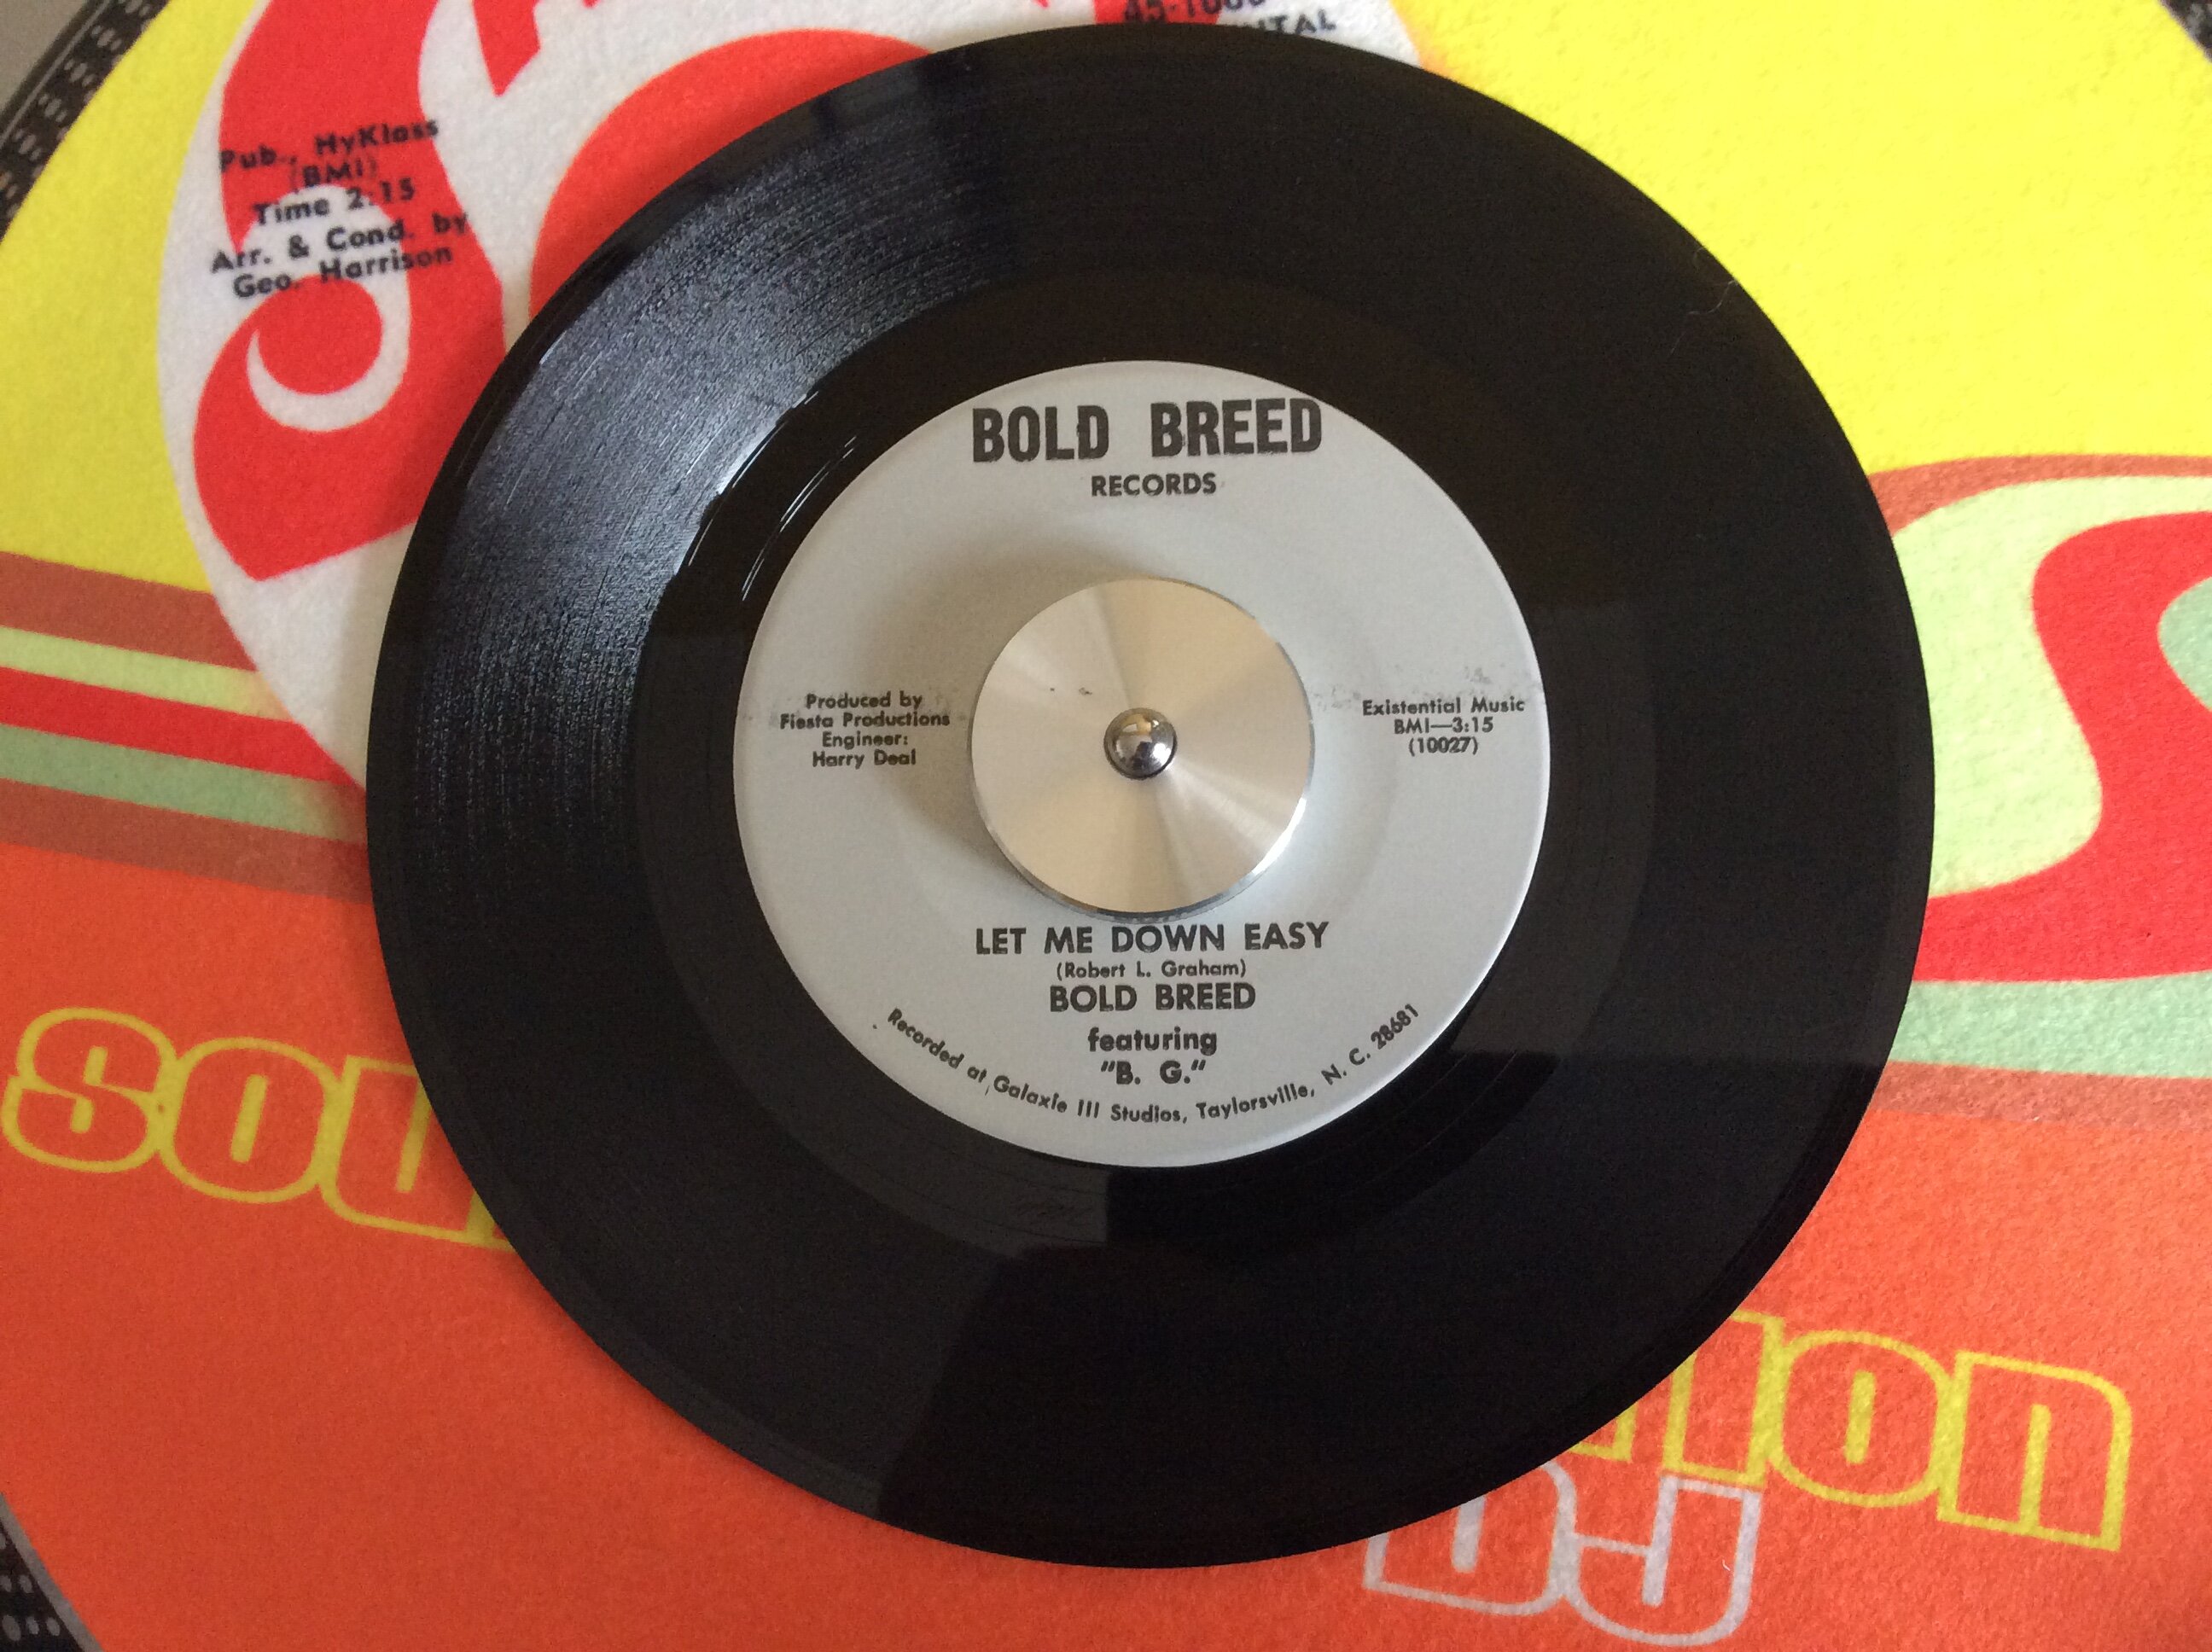 Pub., HyKlass
(BMI)
Time 2:15
Arr. & Cond. by
Geo. Harrison
BOLD BREED
RECORDS
Produced by
Fiesta Productions
Engineer:
Harry Deal
Existential Music
BMI—3:15
(10027)
LET ME DOWN EASY
(Robert L. Graham)
BOLD BREED
featuring
"B. G."
Recorded at Galaxie III Studios, Taylorsville, N. C. 28681
DJ